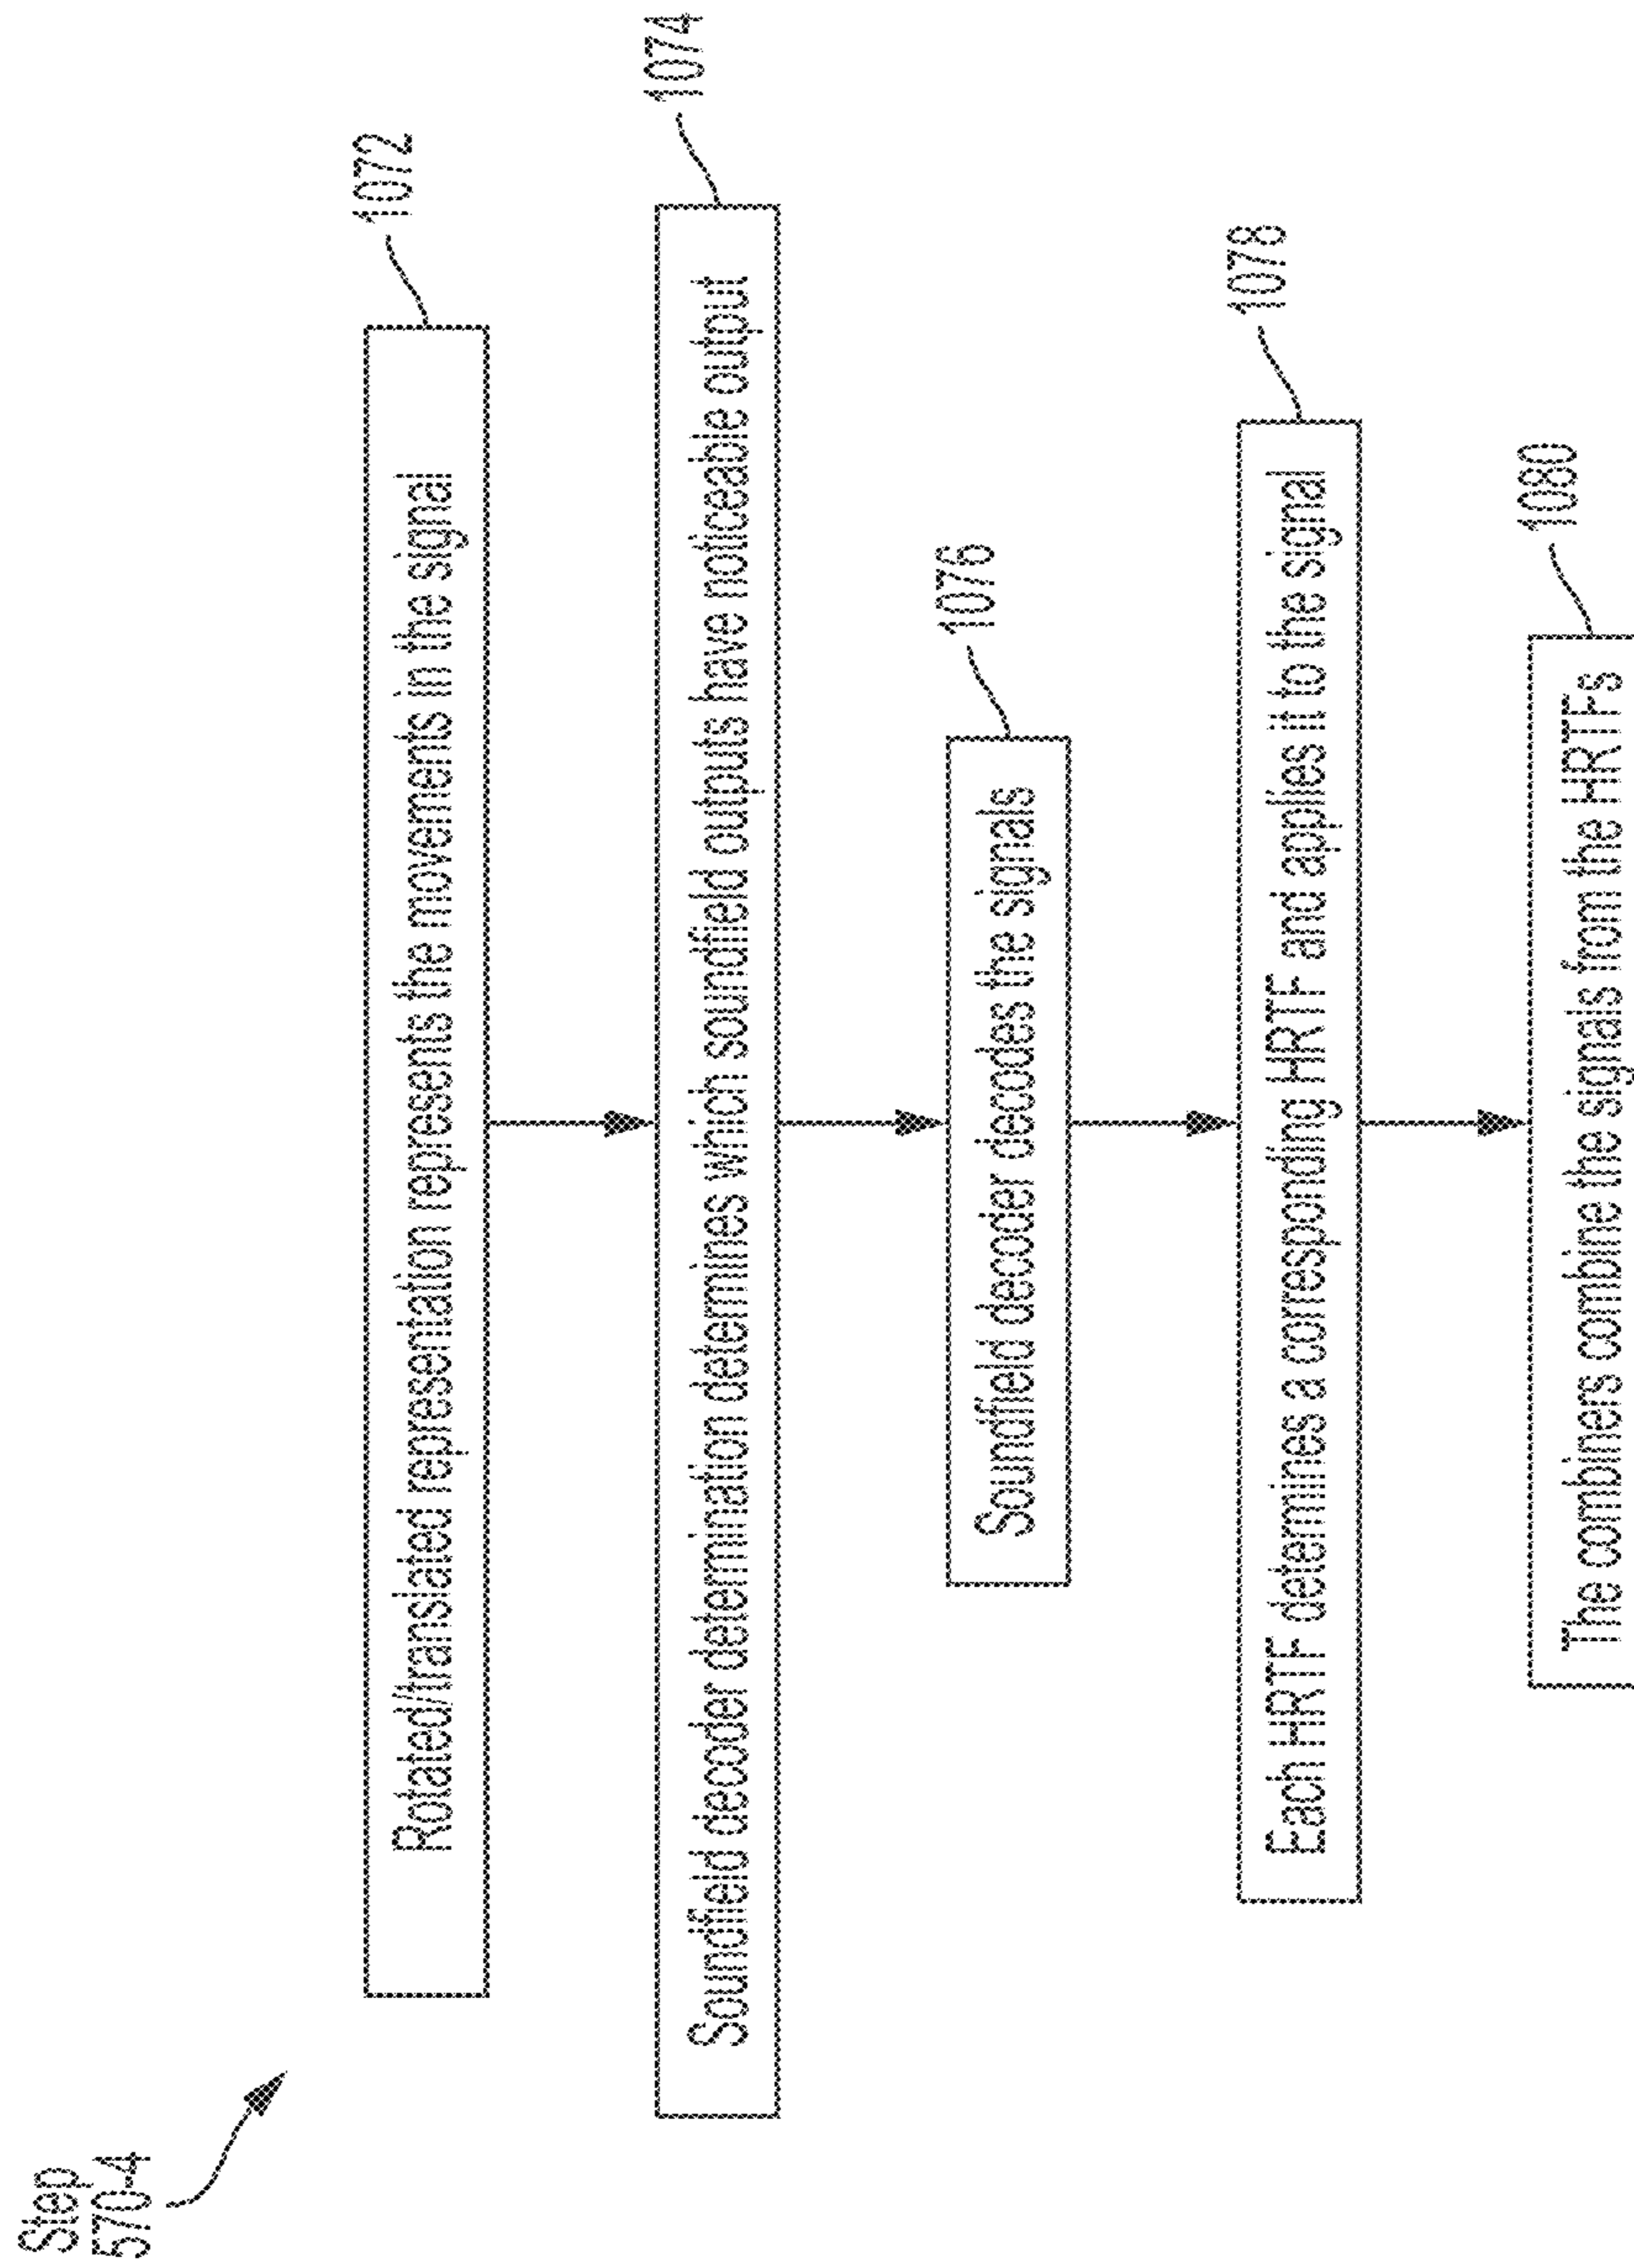 Step
570-4
1072
Rotated/translated representation represents the movements in the signal
1074
Soundfield decoder determination determines which soundfield outputs have noticeable output
1076
Soundfield decoder decodes the signals
1078
Each HRTF determines a corresponding HRTF and applies it to the signal
1080
The combiners combine the signals from the HRTFs